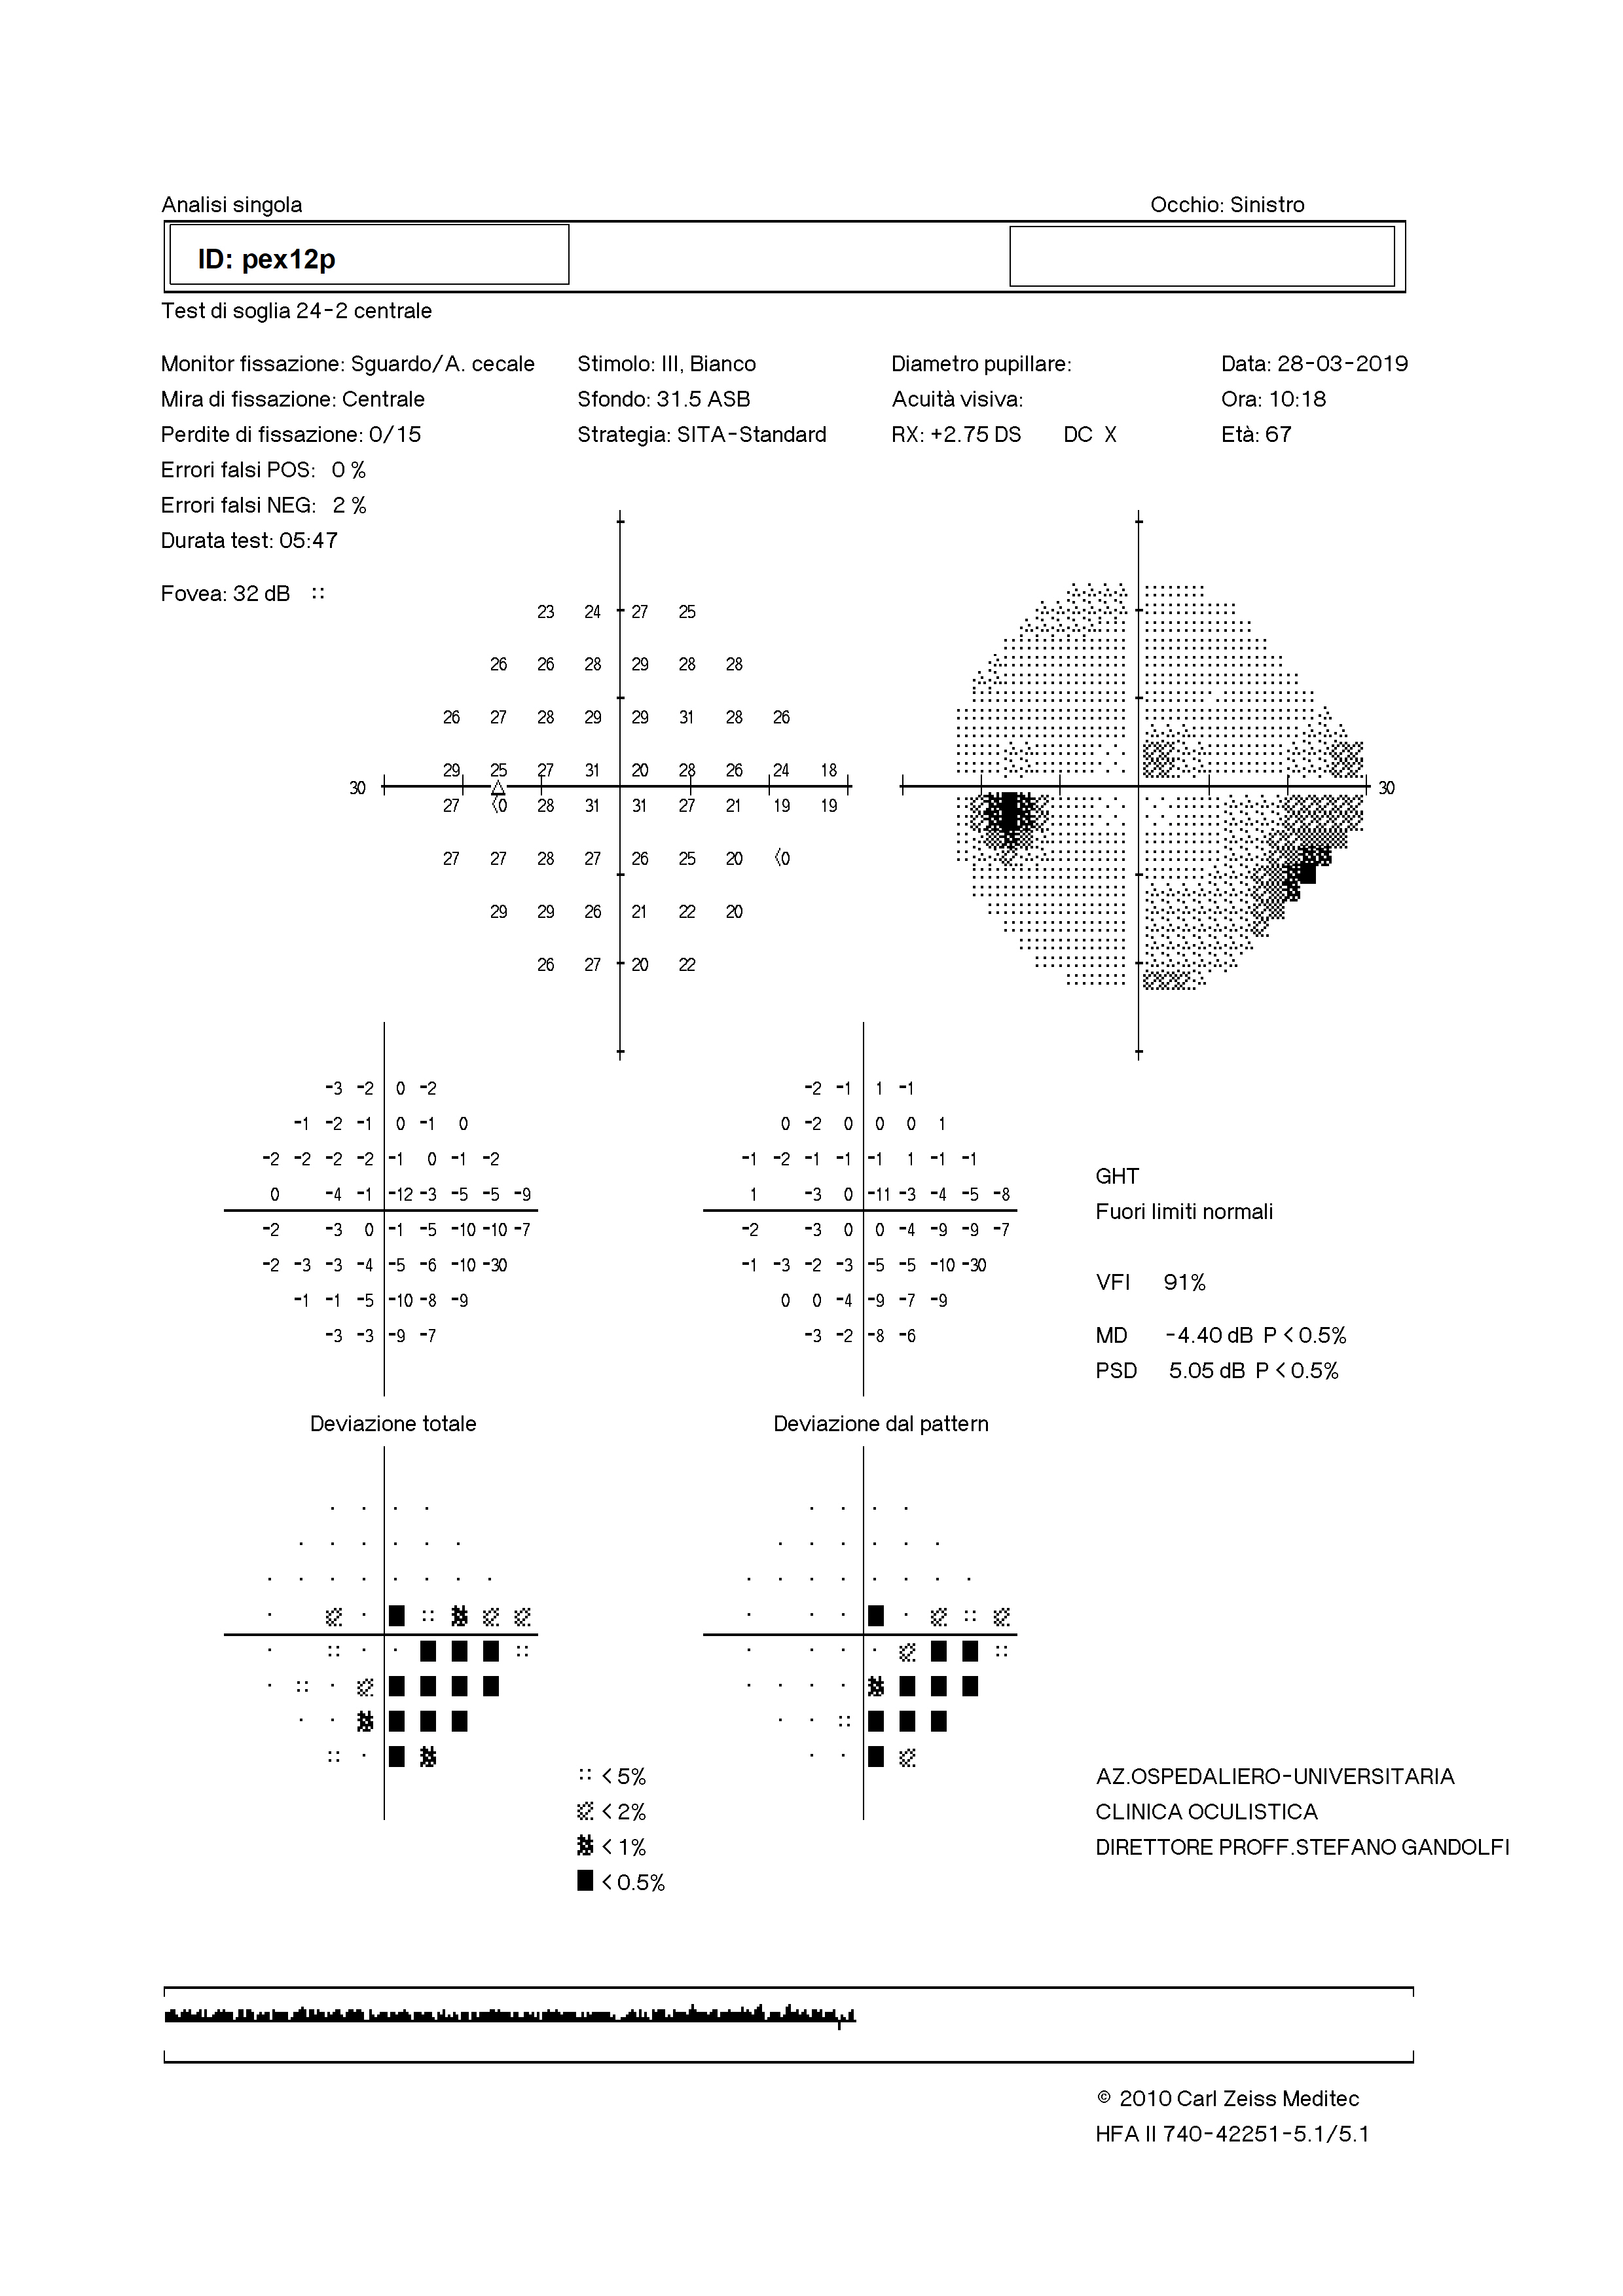 Analisi singola Occhio: Sinistro
ID: pex12p
Test di soglia 24-2 centrale
Monitor fissazione: Sguardo/A. cecale Stimolo: III, Bianco Diametro pupillare: Data: 28-03-2019
Mira di fissazione: Centrale Sfondo: 31.5 ASB Acuità visiva: Ora: 10:18
Perdite di fissazione: 0/15 Strategia: SITA-Standard RX: +2.75 DS DC X Età: 67
Errori falsi POS: 0 %
Errori falsi NEG: 2 %
Durata test: 05:47
Fovea: 32 dB
23 24 27 25
26 26 28 29 28 28
26 27 28 29 29 31 28 26
29 25 27 31 20 28 26 24 18
30 30
27 <0 28 31 31 27 21 19 19
27 27 28 27 26 25 20 <0
29 29 26 21 22 20
26 27 20 22
-3 -2 0 -2 -2 -1 1 -1
-1 -2 -1 0 -1 0 0 -2 0 0 0 1
-2 -2 -2 -2 -1 0 -1 -2 -1 -2 -1 -1 -1 1 -1 -1
0 -4 -1 -12 -3 -5 -5 -9 1 -3 0 -11 -3 -4 -5 -8
-2 -3 0 -1 -5 -10 -10 -7 -2 -3 0 0 -4 -9 -9 -7
-2 -3 -3 -4 -5 -6 -10 -30 -1 -3 -2 -3 -5 -5 -10 -30
-1 -1 -5 -10 -8 -9 0 0 -4 -9 -7 -9
-3 -3 -9 -7 -3 -2 -8 -6
GHT
Fuori limiti normali
VFI 91%
MD -4.40 dB P < 0.5%
PSD 5.05 dB P < 0.5%
Deviazione totale Deviazione dal pattern
< 5%
< 2%
< 1%
< 0.5%
AZ.OSPEDALIERO-UNIVERSITARIA
CLINICA OCULISTICA
DIRETTORE PROFF.STEFANO GANDOLFI
© 2010 Carl Zeiss Meditec
HFA II 740-42251-5.1/5.1